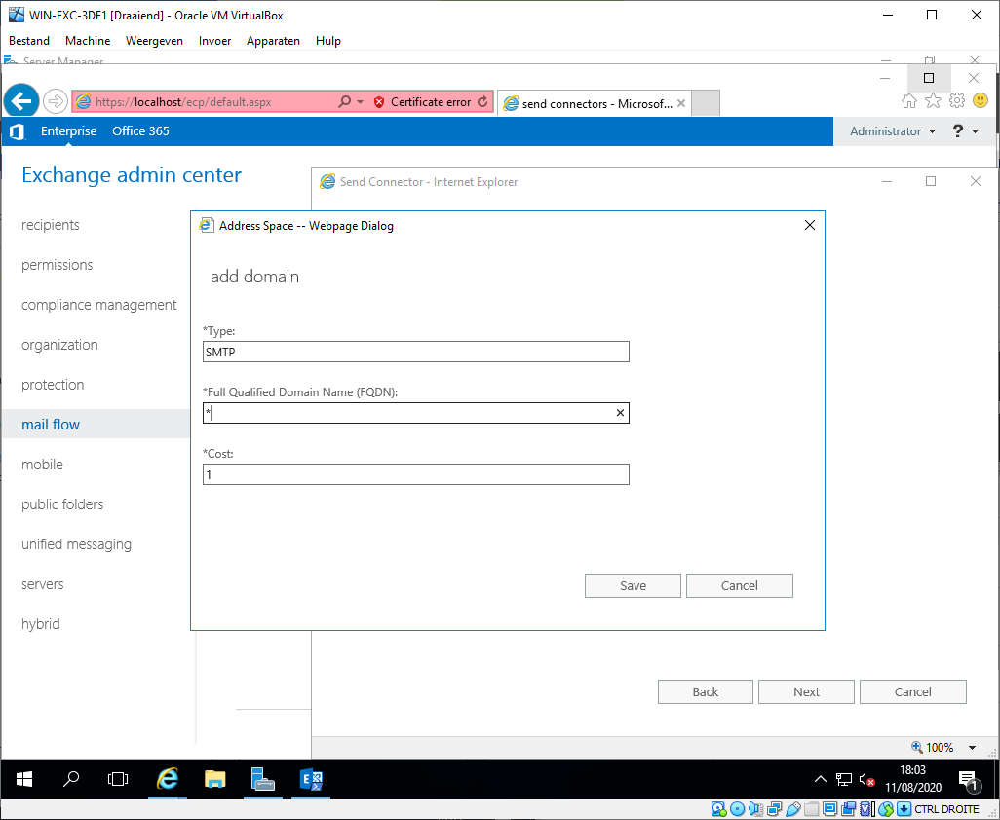 WIN-EXC-3DE1 [Draaiend] - Oracle VM VirtualBox
Bestand Machine Weergeven Invoer Apparaten Hulp
Server Manager
https://localhost/ecp/default.aspx Certificate error send connectors - Microsof...
Enterprise Office 365 Administrator ?
Exchange admin center
Send Connector - Internet Explorer
recipients
permissions
compliance management
organization
protection
mail flow
mobile
public folders
unified messaging
servers
hybrid
Address Space -- Webpage Dialog
add domain
*Type:
SMTP
*Full Qualified Domain Name (FQDN):
*
*Cost:
1
Save Cancel
Back Next Cancel
100%
18:03
11/08/2020
1
CTRL DROITE